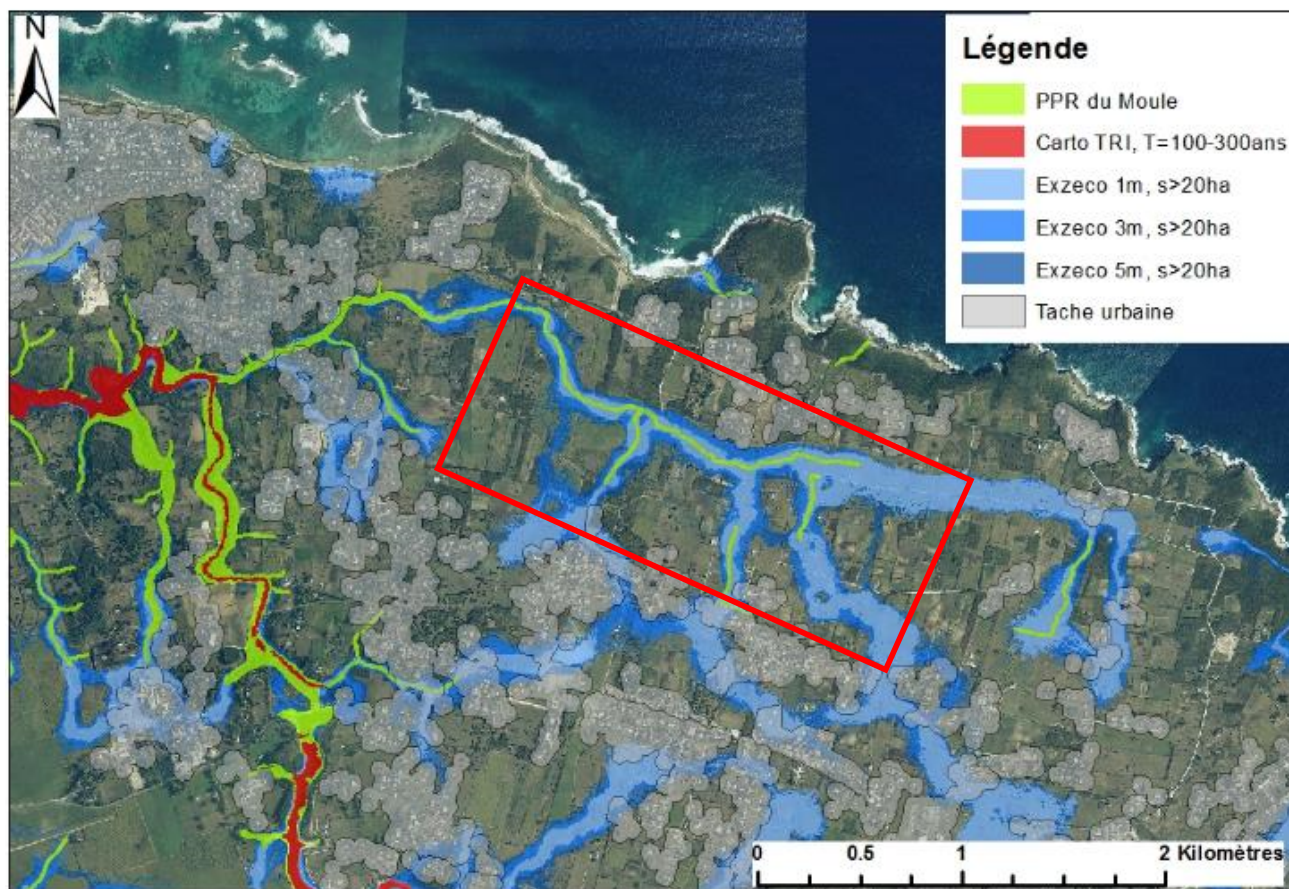 N
Légende
PPR du Moule
Carto TRI, T=100-300ans
Exzeco 1m, s>20ha
Exzeco 3m, s>20ha
Exzeco 5m, s>20ha
Tache urbaine
0 0.5 1 2 Kilomètres